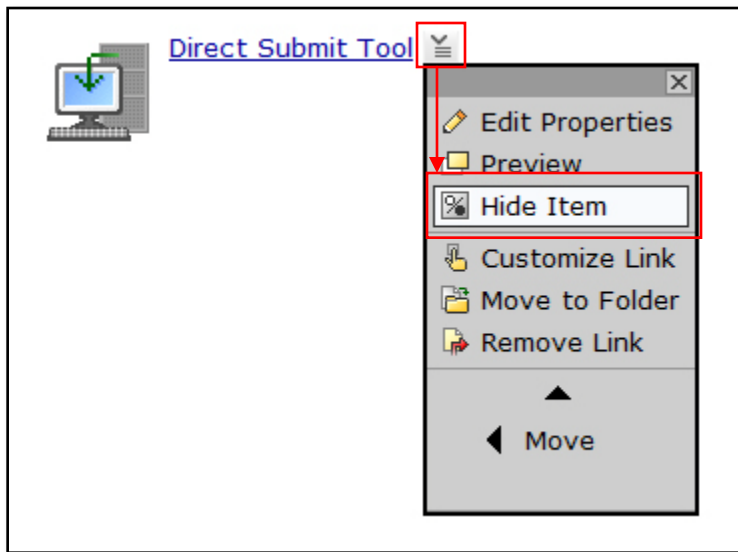 Direct Submit Tool
Edit Properties
Preview
Hide Item
Customize Link
Move to Folder
Remove Link
Move